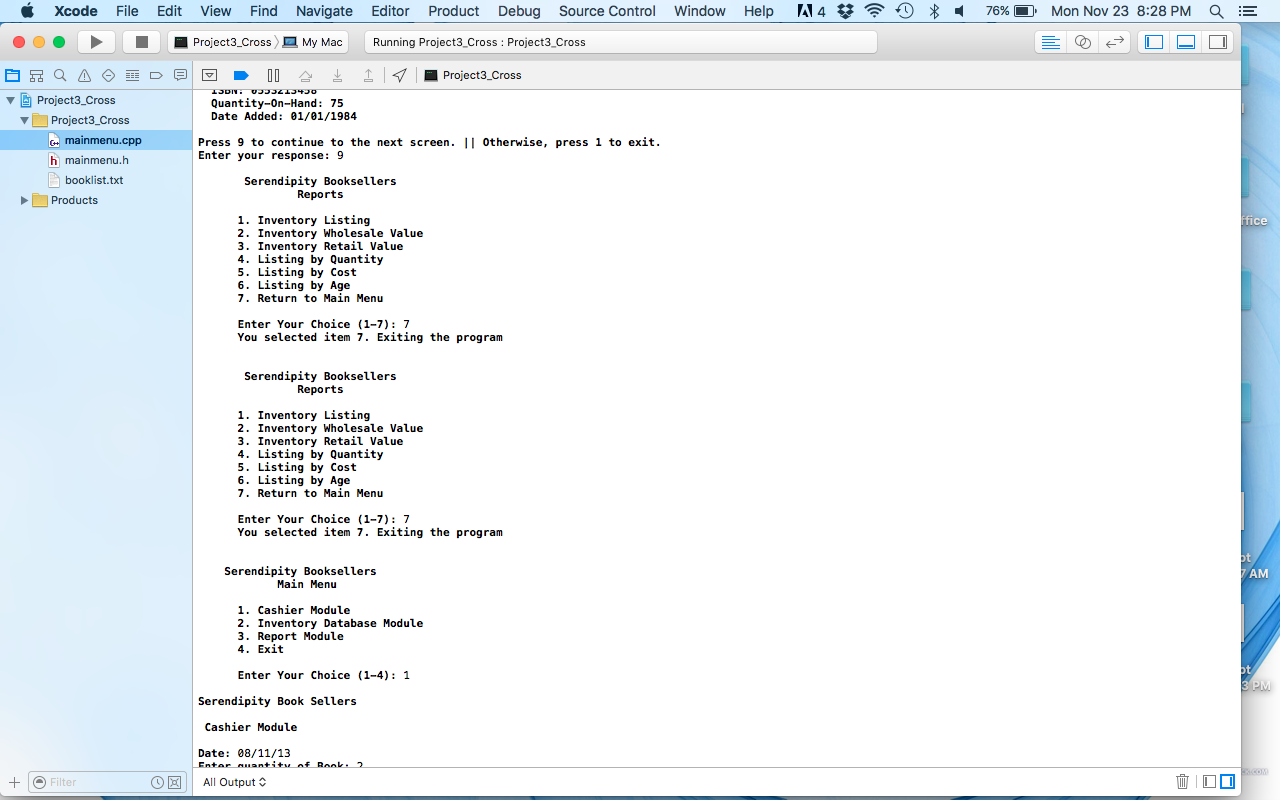 Xcode File Edit View Find Navigate Editor Product Debug Source Control Window Help 4 76% Mon Nov 23 8:28 PM
Project3_Cross My Mac Running Project3_Cross : Project3_Cross
Project3_Cross
Project3_Cross
Project3_Cross
mainmenu.cpp
mainmenu.h
booklist.txt
Products
ISBN: 0553213458
Quantity-On-Hand: 75
Date Added: 01/01/1984
Press 9 to continue to the next screen. || Otherwise, press 1 to exit.
Enter your response: 9
Serendipity Booksellers
Reports
1. Inventory Listing
2. Inventory Wholesale Value
3. Inventory Retail Value
4. Listing by Quantity
5. Listing by Cost
6. Listing by Age
7. Return to Main Menu
Enter Your Choice (1-7): 7
You selected item 7. Exiting the program
Serendipity Booksellers
Reports
1. Inventory Listing
2. Inventory Wholesale Value
3. Inventory Retail Value
4. Listing by Quantity
5. Listing by Cost
6. Listing by Age
7. Return to Main Menu
Enter Your Choice (1-7): 7
You selected item 7. Exiting the program
Serendipity Booksellers
Main Menu
1. Cashier Module
2. Inventory Database Module
3. Report Module
4. Exit
Enter Your Choice (1-4): 1
Serendipity Book Sellers
Cashier Module
Date: 08/11/13
Enter quantity of Book: 2
Filter
All Output
ffice
ot
7 AM
ot
3 PM